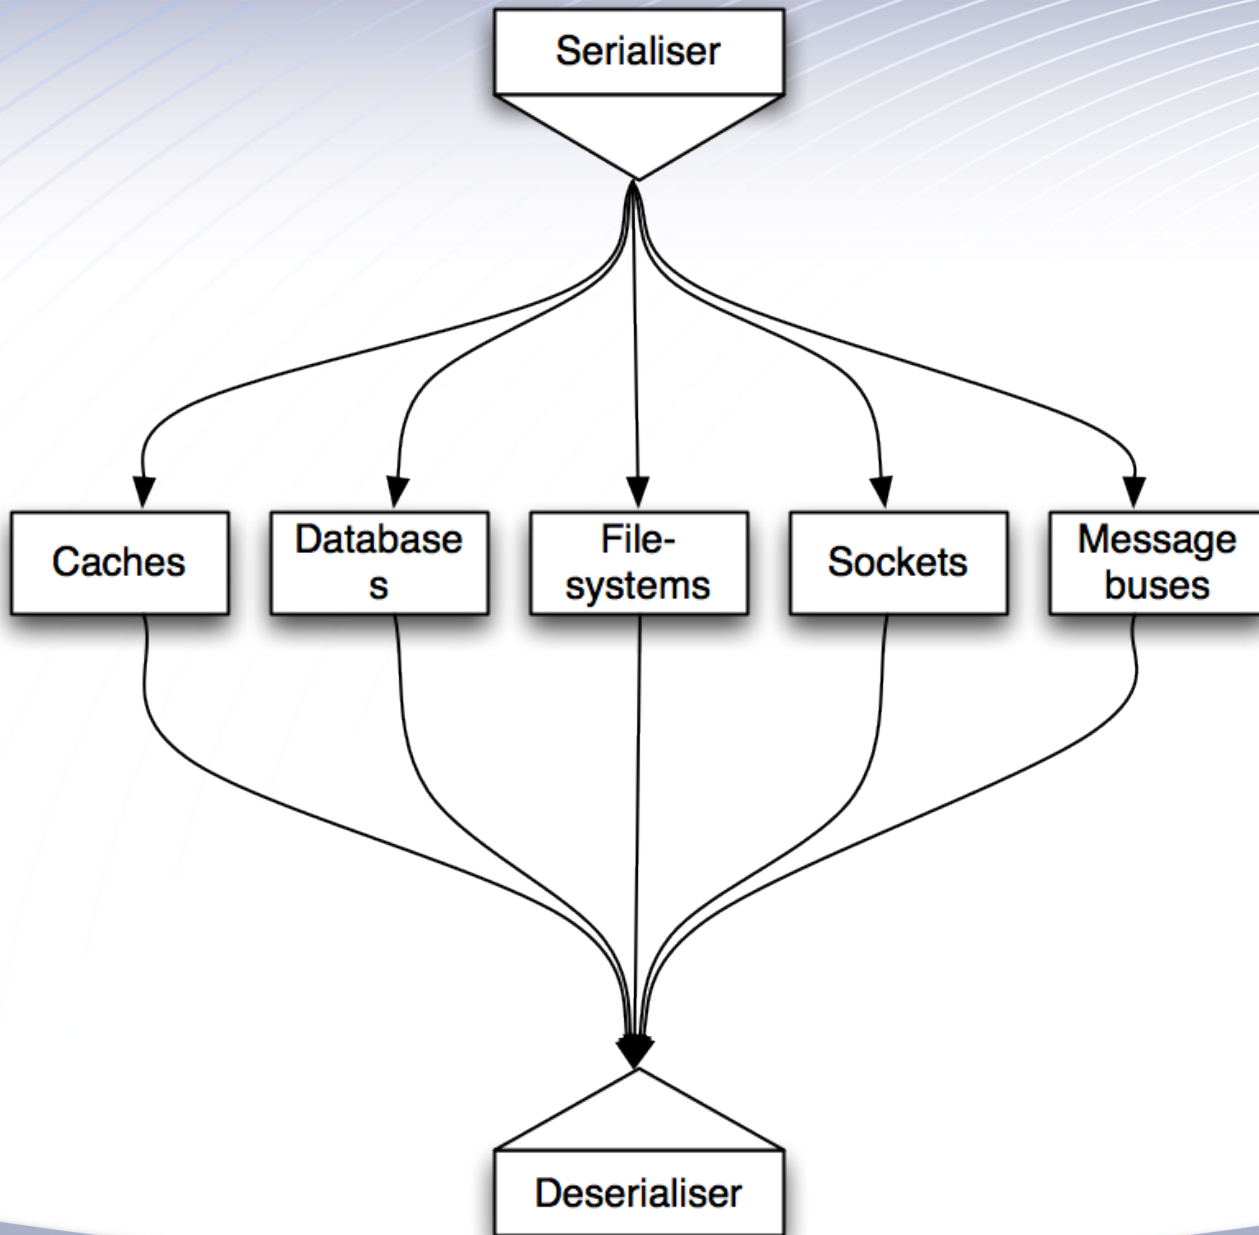 Serialiser
Caches
Database
s
File-
systems
Sockets
Message
buses
Deserialiser